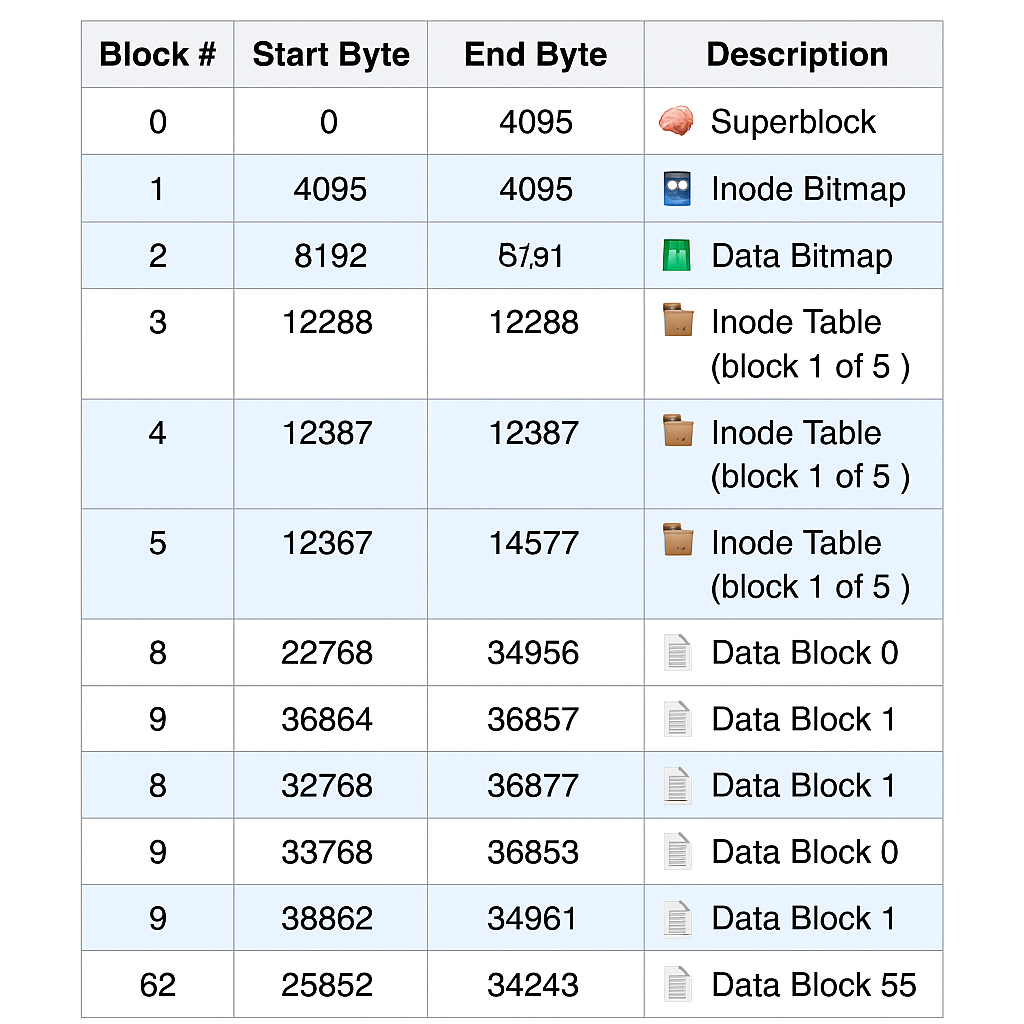 Block # Start Byte End Byte Description
0 0 4095 Superblock
1 4095 4095 Inode Bitmap
2 8192 Data Bitmap
3 12288 12288 Inode Table
(block 1 of 5 )
4 12387 12387 Inode Table
(block 1 of 5 )
5 12367 14577 Inode Table
(block 1 of 5 )
8 22768 34956 Data Block 0
9 36864 36857 Data Block 1
8 32768 36877 Data Block 1
9 33768 36853 Data Block 0
9 38862 34961 Data Block 1
62 25852 34243 Data Block 55